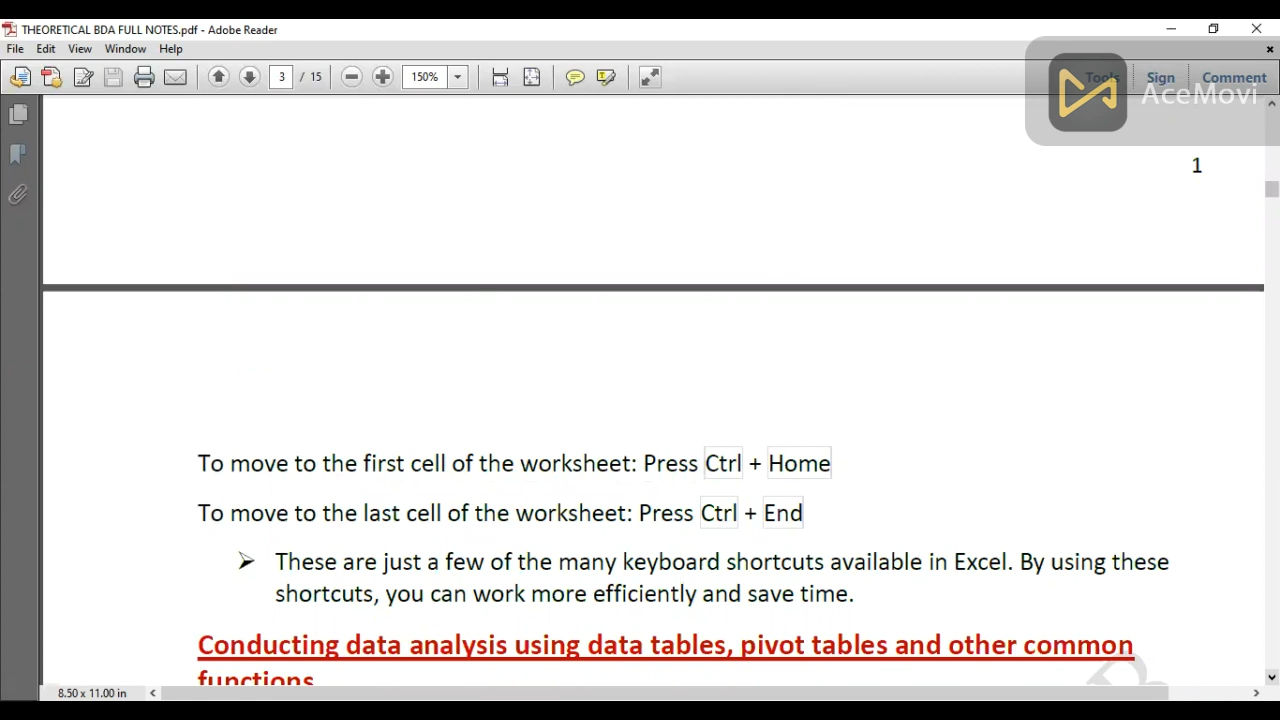 THEORETICAL BDA FULL NOTES.pdf - Adobe Reader
File Edit View Window Help
3 / 15 150% Tools Sign Comment
AceMovi
1
To move to the first cell of the worksheet: Press Ctrl + Home
To move to the last cell of the worksheet: Press Ctrl + End
These are just a few of the many keyboard shortcuts available in Excel. By using these
shortcuts, you can work more efficiently and save time.
Conducting data analysis using data tables, pivot tables and other common
functions
8.50 x 11.00 in